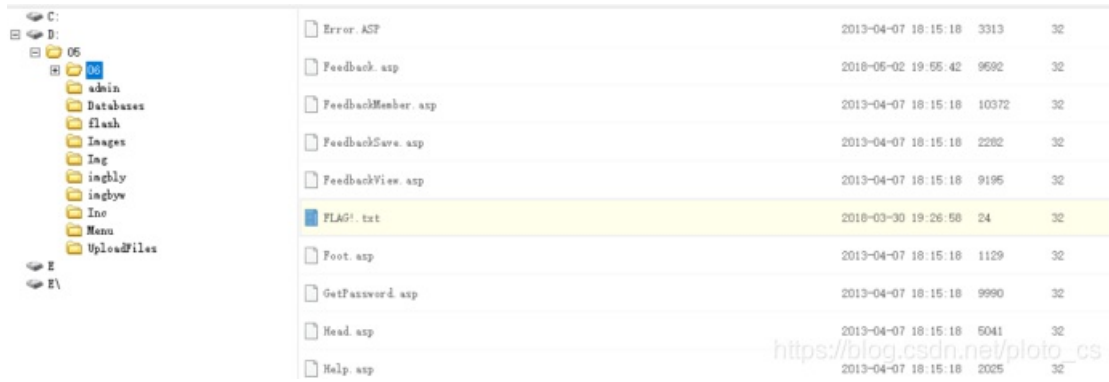 C:
D:
05
06
admin
Databases
flash
Images
Img
imgbly
imgbyw
Inc
Menu
UploadFiles
E
E\
Error.ASP 2013-04-07 18:15:18 3313 32
Feedback.asp 2018-05-02 19:55:42 9592 32
FeedbackMember.asp 2013-04-07 18:15:18 10372 32
FeedbackSave.asp 2013-04-07 18:15:18 2282 32
FeedbackView.asp 2013-04-07 18:15:18 9195 32
FLAG!.txt 2018-03-30 19:26:58 24 32
Foot.asp 2013-04-07 18:15:18 1129 32
GetPassword.asp 2013-04-07 18:15:18 9990 32
Head.asp 2013-04-07 18:15:18 5041 32
Help.asp 2013-04-07 18:15:18 2025 32
https://blog.csdn.net/ploto_cs